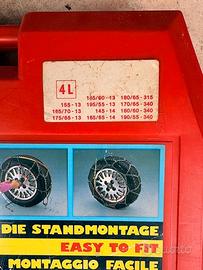 4L
185/60-13 180/65-315
155-13 195/55-13 170/65-340
165/70-13 145-14 180/60-340
175/65-13 165/65-14 190/55-340
DIE STANDMONTAGE
EASY TO FIT
MONTAGGIO FACILE